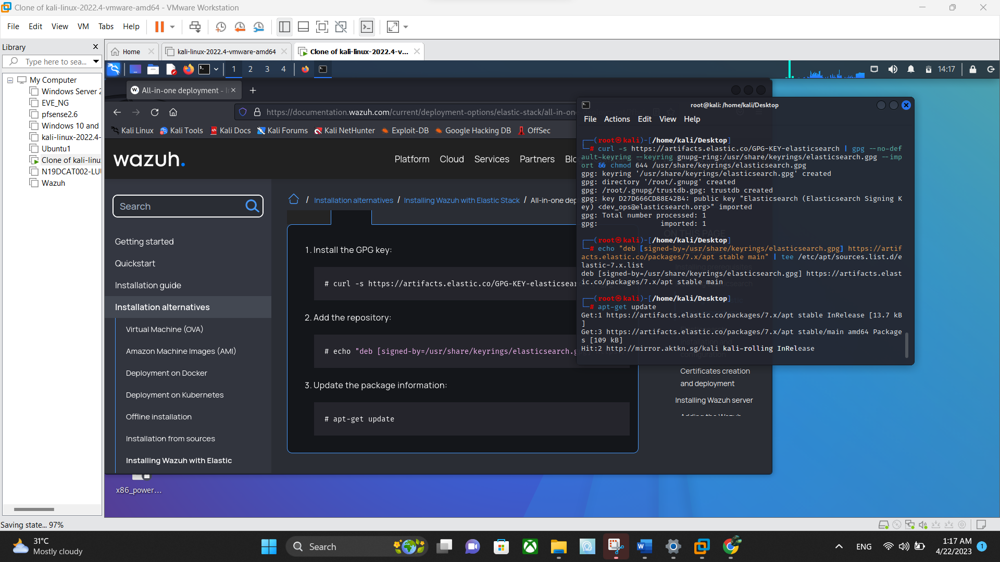 Clone of kali-linux-2022.4-vmware-amd64 - VMware Workstation
File Edit View VM Tabs Help
Library
Type here to sea...
My Computer
Windows Server 2
EVE_NG
pfsense2.6
Windows 10 and
kali-linux-2022.4-
Ubuntu1
Clone of kali-linu
N19DCAT002-LU
Wazuh
Home
kali-linux-2022.4-vmware-amd64
Clone of kali-linux-2022.4-v...
1 2 3 4
14:17
W. All-in-one deployment - I
https://documentation.wazuh.com/current/deployment-options/elastic-stack/all-in-on
Kali Linux Kali Tools Kali Docs Kali Forums Kali NetHunter Exploit-DB Google Hacking DB OffSec
wazuh.
Platform Cloud Services Partners Blo
Search
Getting started
Quickstart
Installation guide
Installation alternatives
Virtual Machine (OVA)
Amazon Machine Images (AMI)
Deployment on Docker
Deployment on Kubernetes
Offline installation
Installation from sources
Installing Wazuh with Elastic
/ Installation alternatives / Installing Wazuh with Elastic Stack / All-in-one dep
1. Install the GPG key:
# curl -s https://artifacts.elastic.co/GPG-KEY-elasticsear
2. Add the repository:
# echo "deb [signed-by=/usr/share/keyrings/elasticsearch.g
3. Update the package information:
# apt-get update
root@kali: /home/kali/Desktop
File Actions Edit View Help
(root㉿kali)-[/home/kali/Desktop]
# curl -s https://artifacts.elastic.co/GPG-KEY-elasticsearch | gpg --no-def
ault-keyring --keyring gnupg-ring:/usr/share/keyrings/elasticsearch.gpg --imp
ort && chmod 644 /usr/share/keyrings/elasticsearch.gpg
gpg: keyring '/usr/share/keyrings/elasticsearch.gpg' created
gpg: directory '/root/.gnupg' created
gpg: /root/.gnupg/trustdb.gpg: trustdb created
gpg: key D27D666CD88E42B4: public key "Elasticsearch (Elasticsearch Signing K
ey) <dev_ops@elasticsearch.org>" imported
gpg: Total number processed: 1
gpg: imported: 1
ON THIS PAGE
(root㉿kali)-[/home/kali/Desktop]
# echo "deb [signed-by=/usr/share/keyrings/elasticsearch.gpg] https://artif
acts.elastic.co/packages/7.x/apt stable main" | tee /etc/apt/sources.list.d/e
lastic-7.x.list
deb [signed-by=/usr/share/keyrings/elasticsearch.gpg] https://artifacts.elast
ic.co/packages/7.x/apt stable main
(root㉿kali)-[/home/kali/Desktop]
# apt-get update
Get:1 https://artifacts.elastic.co/packages/7.x/apt stable InRelease [13.7 kB
]
Get:3 https://artifacts.elastic.co/packages/7.x/apt stable/main amd64 Package
s [109 kB]
Hit:2 http://mirror.aktkn.sg/kali kali-rolling InRelease
Certificates creation
and deployment
Installing Wazuh server
Adding the Wazuh
x86_power...
Saving state... 97%
31°C
Mostly cloudy
Search
ENG
1:17 AM
4/22/2023
1